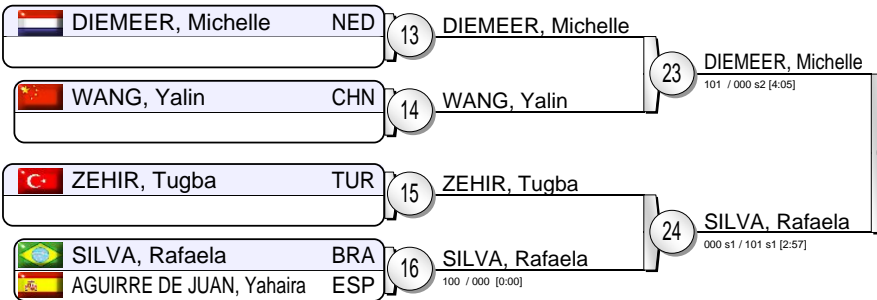 DIEMEER, Michelle NED
13
DIEMEER, Michelle
23
DIEMEER, Michelle
101 / 000 s2 [4:05]
WANG, Yalin CHN
14
WANG, Yalin
ZEHIR, Tugba TUR
15
ZEHIR, Tugba
24
SILVA, Rafaela
000 s1 / 101 s1 [2:57]
SILVA, Rafaela BRA
AGUIRRE DE JUAN, Yahaira ESP
16
SILVA, Rafaela
100 / 000 [0:00]